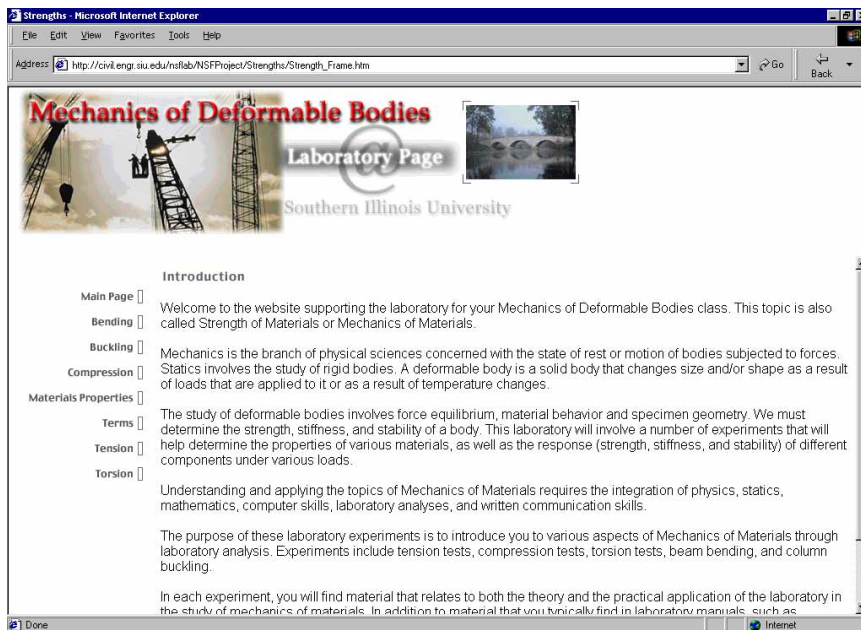 Strengths - Microsoft Internet Explorer
File Edit View Favorites Tools Help
Address http://civil.engr.siu.edu/nsflab/NSFProject/Strengths/Strength_Frame.htm Go Back
Mechanics of Deformable Bodies
@
Laboratory Page
Southern Illinois University
Introduction
Main Page
Bending
Buckling
Compression
Materials Properties
Terms
Tension
Torsion
Welcome to the website supporting the laboratory for your Mechanics of Deformable Bodies class. This topic is also
called Strength of Materials or Mechanics of Materials.
Mechanics is the branch of physical sciences concerned with the state of rest or motion of bodies subjected to forces.
Statics involves the study of rigid bodies. A deformable body is a solid body that changes size and/or shape as a result
of loads that are applied to it or as a result of temperature changes.
The study of deformable bodies involves force equilibrium, material behavior and specimen geometry. We must
determine the strength, stiffness, and stability of a body. This laboratory will involve a number of experiments that will
help determine the properties of various materials, as well as the response (strength, stiffness, and stability) of different
components under various loads.
Understanding and applying the topics of Mechanics of Materials requires the integration of physics, statics,
mathematics, computer skills, laboratory analyses, and written communication skills.
The purpose of these laboratory experiments is to introduce you to various aspects of Mechanics of Materials through
laboratory analysis. Experiments include tension tests, compression tests, torsion tests, beam bending, and column
buckling.
In each experiment, you will find material that relates to both the theory and the practical application of the laboratory in
the study of mechanics of materials. In addition to material that you typically find in laboratory manuals, such as
Done Internet